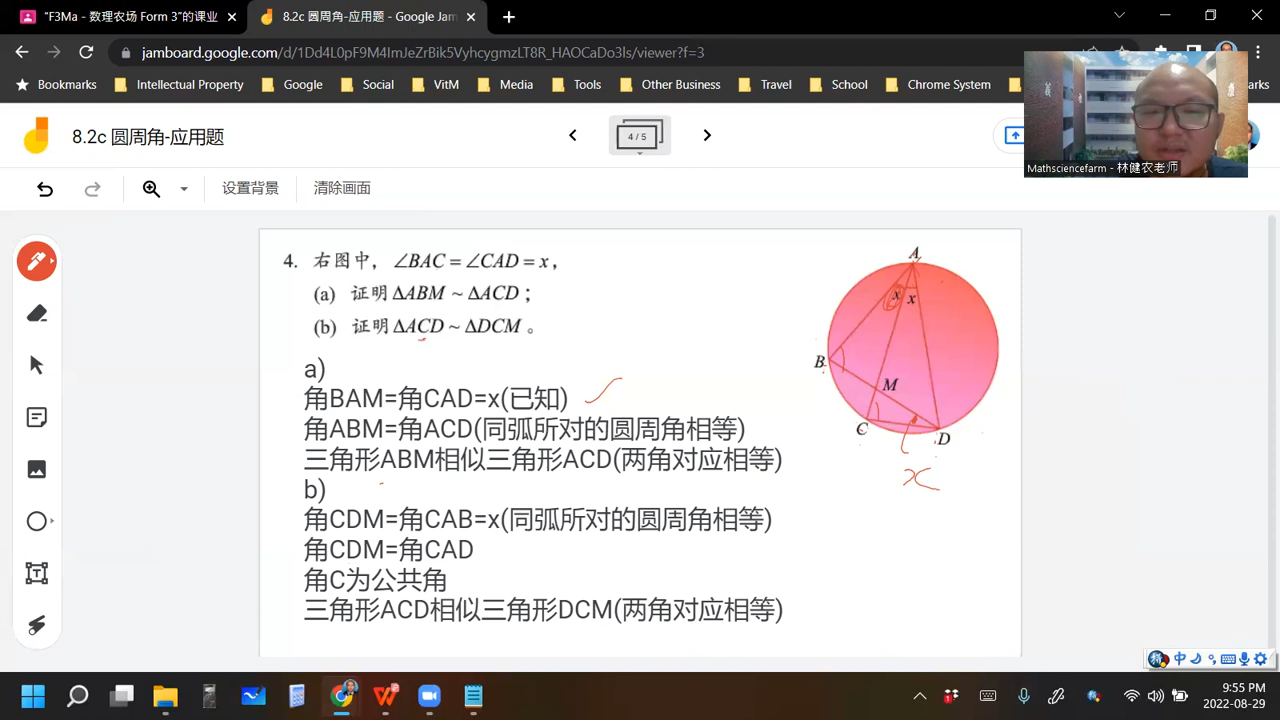 “F3Ma - 数理农场 Form 3”的课业
8.2c 圆周角-应用题 - Google Jam
jamboard.google.com/d/1Dd4L0pF9M4ImJeZrBik5VvhcygmzLT8R_HAOCaDo3ls/viewer?f=3
Bookmarks
Intellectual Property
Google
Social
VitM
Media
Tools
Other Business
Travel
School
Chrome System
arks
8.2c 圆周角-应用题
4 / 5
设置背景
清除画面
Mathsciencefarm - 林健农老师
4. 右图中，∠BAC = ∠CAD = x，
(a) 证明 ΔABM ~ ΔACD；
(b) 证明 ΔACD ~ ΔDCM 。
a)
角BAM=角CAD=x(已知)
角ABM=角ACD(同弧所对的圆周角相等)
三角形ABM相似三角形ACD(两角对应相等)
b)
角CDM=角CAB=x(同弧所对的圆周角相等)
角CDM=角CAD
角C为公共角
三角形ACD相似三角形DCM(两角对应相等)
A
x
x
B
M
C
D
x
中
9:55 PM
2022-08-29